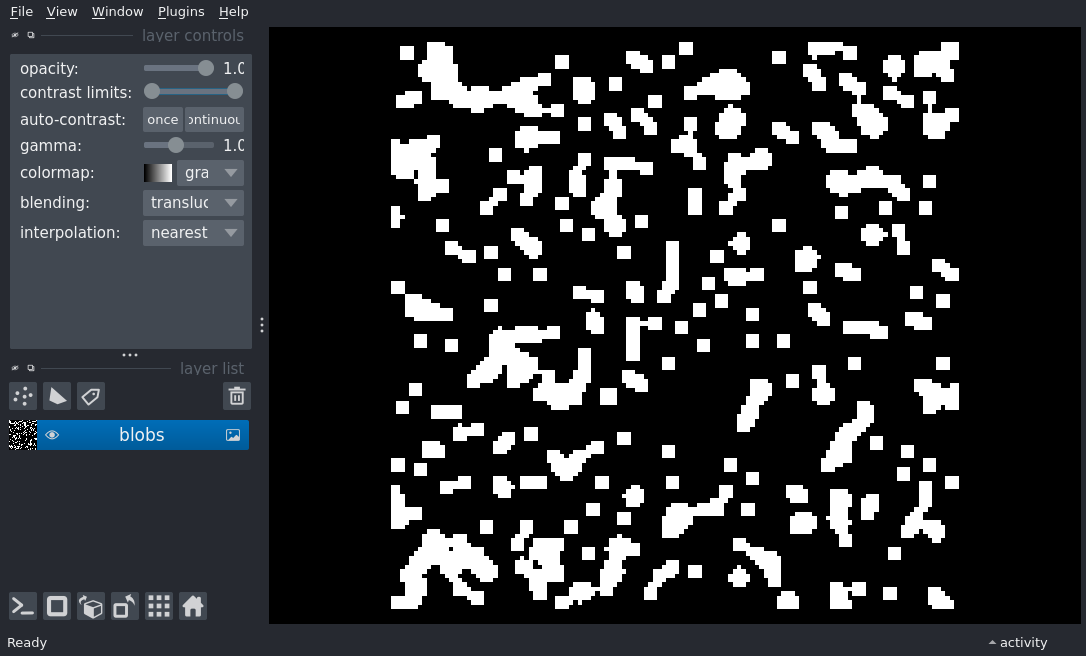 File View Window Plugins Help
layer controls
opacity: 1.0
contrast limits:
auto-contrast: once ontinuou
gamma: 1.0
colormap: gra
blending: transluc
interpolation: nearest
layer list
blobs
Ready
activity